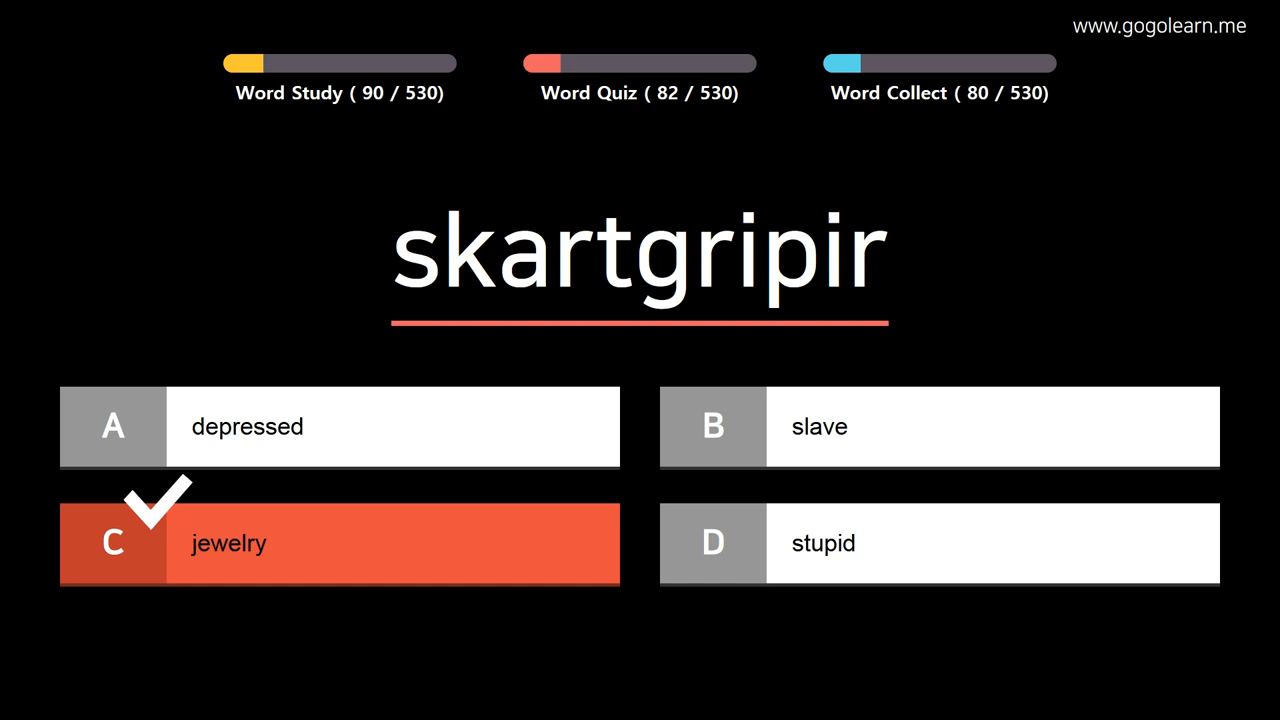 www.gogolearn.me
Word Study ( 90 / 530)
Word Quiz ( 82 / 530)
Word Collect ( 80 / 530)
skartgripir
A
depressed
B
slave
C
jewelry
D
stupid